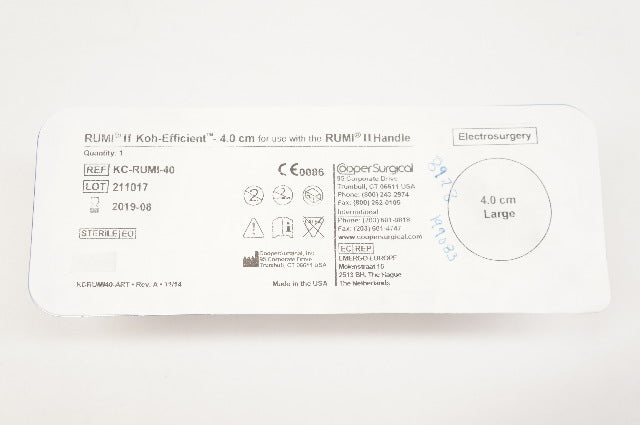 RUMI® II Koh-Efficient™ - 4.0 cm for use with the RUMI® II Handle
Quantity: 1
REF KC-RUMI-40
LOT 211017
2019-08
STERILE EO
KCRUMI40-ART • Rev. A • 11/14
CE0086
CooperSurgical, Inc.
95 Corporate Drive
Trumbull, CT 06611 USA
Made in the USA
CooperSurgical
95 Corporate Drive
Trumbull, CT 06611 USA
Phone: (800) 243-2974
Fax: (800) 262-0105
International
Phone: (203) 601-9818
Fax: (203) 601-4747
www.coopersurgical.com
EC REP
EMERGO EUROPE
Molenstraat 15
2513 BH, The Hague
The Netherlands
Electrosurgery
4.0 cm
Large